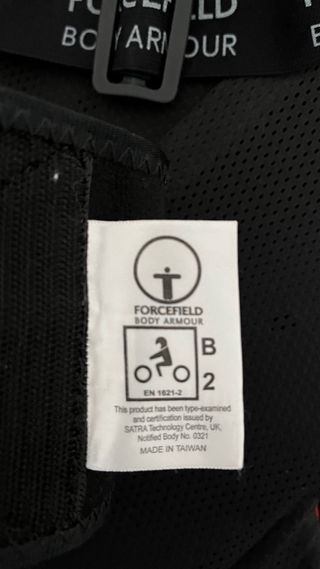 FORCEFIELD
BODY ARMOUR
FORCEFIELD
BODY ARMOUR
B
2
EN 1621-2
This product has been type-examined
and certification issued by
SATRA Technology Centre, UK,
Notified Body No. 0321
MADE IN TAIWAN